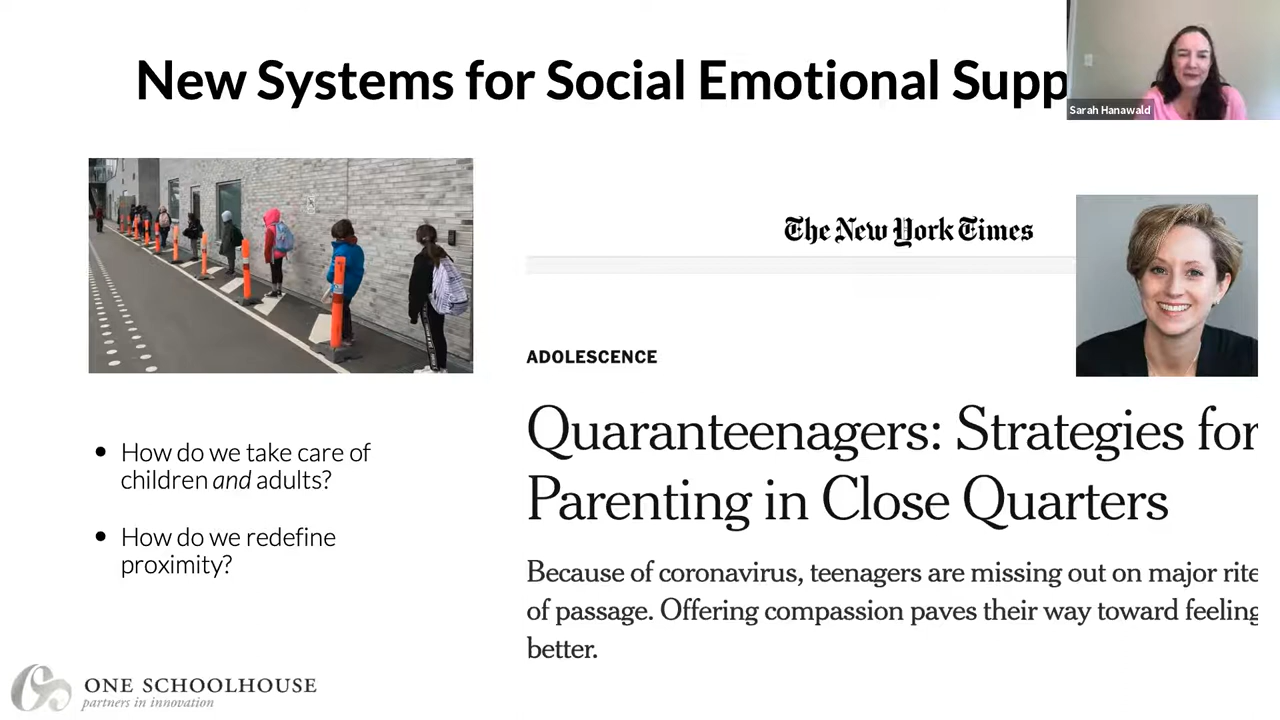 New Systems for Social Emotional Supp
Sarah Hanawald
The New York Times
ADOLESCENCE
Quaranteenagers: Strategies for
Parenting in Close Quarters
Because of coronavirus, teenagers are missing out on major rite
of passage. Offering compassion paves their way toward feeling
better.
• How do we take care of
children and adults?
• How do we redefine
proximity?
ONE SCHOOLHOUSE
partners in innovation